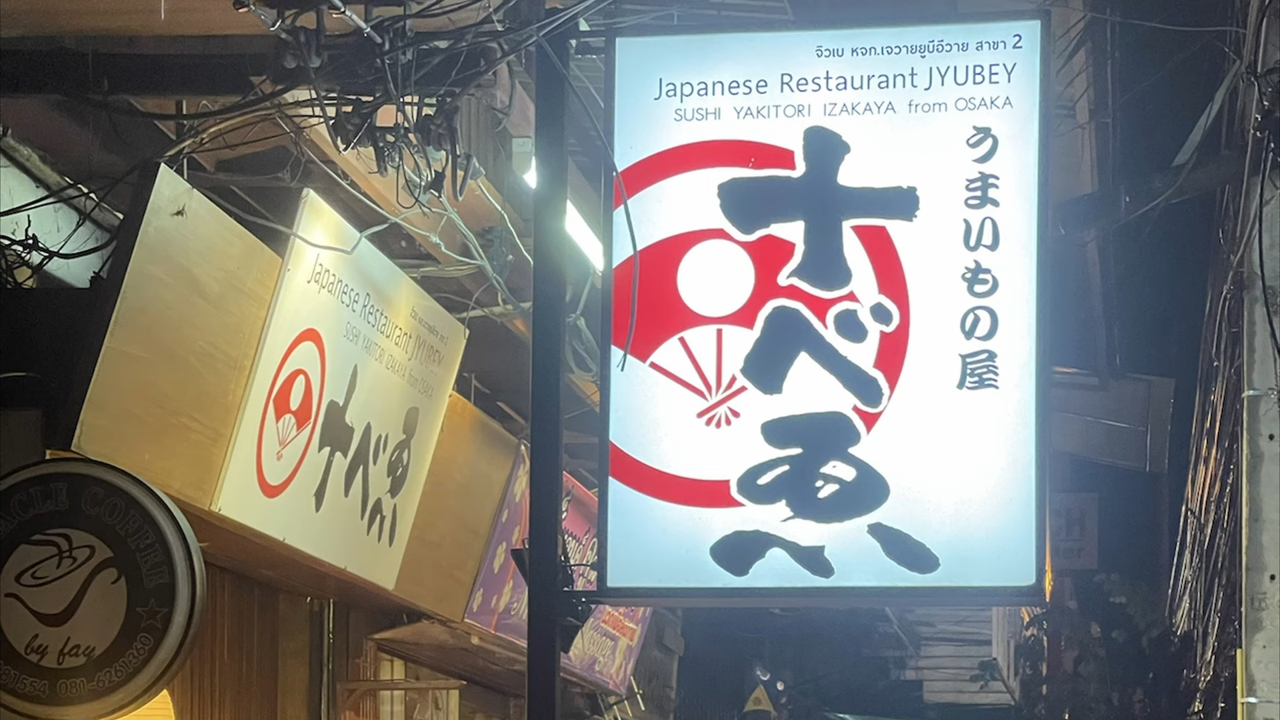 จิวเบ หจก.เจวายยูบีอีวาย สาขา 2
Japanese Restaurant JYUBEY
SUSHI YAKITORI IZAKAYA from OSAKA
十べゑ
うまいもの屋
Japanese Restaurant JYUBEY
SUSHI YAKITORI IZAKAYA from OSAKA
十べゑ
ACLE COFFEE
by fay
91554 081-6261360